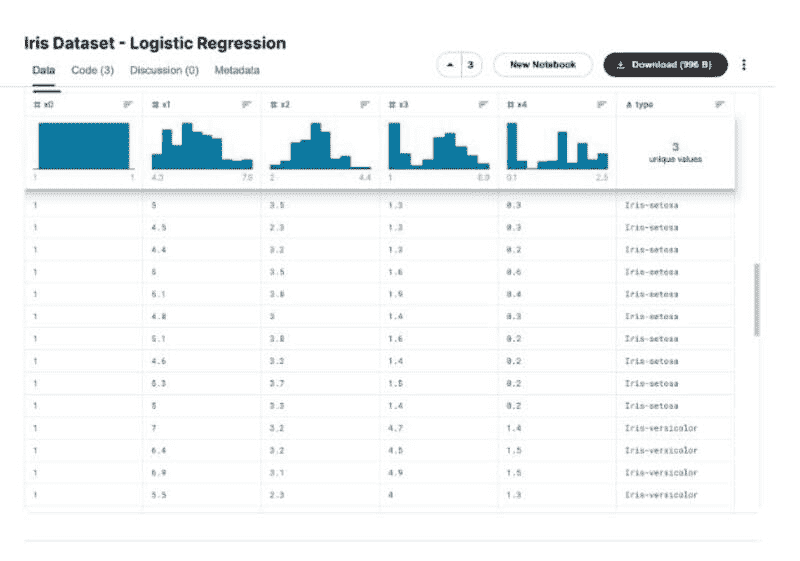 Iris Dataset - Logistic Regression
Data Code (3) Discussion (0) Metadata
3 New Notebook Download (996 B)
# x0 # x1 # x2 # x3 # x4 A type
3
unique values
1 1 4.3 7.9 2 4.4 1 6.9 0.1 2.5
1 5 3.5 1.3 0.3 Iris-setosa
1 4.5 2.3 1.3 0.3 Iris-setosa
1 4.4 3.2 1.3 0.2 Iris-setosa
1 5 3.5 1.6 0.6 Iris-setosa
1 5.1 3.8 1.9 0.4 Iris-setosa
1 4.8 3 1.4 0.3 Iris-setosa
1 5.1 3.8 1.6 0.2 Iris-setosa
1 4.6 3.2 1.4 0.2 Iris-setosa
1 5.3 3.7 1.5 0.2 Iris-setosa
1 5 3.3 1.4 0.2 Iris-setosa
1 7 3.2 4.7 1.4 Iris-versicolor
1 6.4 3.2 4.5 1.5 Iris-versicolor
1 6.9 3.1 4.9 1.5 Iris-versicolor
1 5.5 2.3 4 1.3 Iris-versicolor